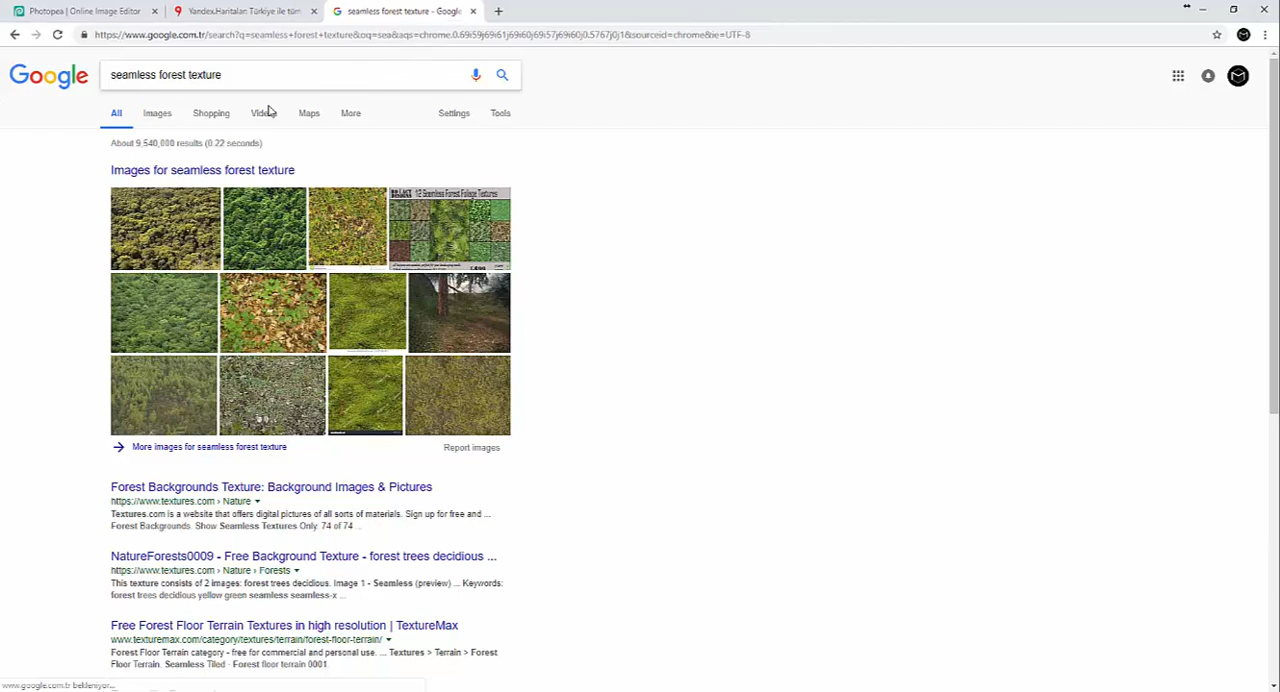 Photopea | Online Image Editor
Yandex.Haritalar: Türkiye ile tüm
seamless forest texture - Google
https://www.google.com.tr/search?q=seamless+forest+texture&oq=sea&aqs=chrome.0.69i59j69i61j69i60j69i57j69i60j0.5767j0j1&sourceid=chrome&ie=UTF-8
Google
seamless forest texture
All
Images
Shopping
Videos
Maps
More
Settings
Tools
About 9,540,000 results (0.22 seconds)
Images for seamless forest texture
12 Seamless Forest Foliage Textures
More images for seamless forest texture
Report images
Forest Backgrounds Texture: Background Images & Pictures
https://www.textures.com › Nature
Textures.com is a website that offers digital pictures of all sorts of materials. Sign up for free and ...
Forest Backgrounds. Show Seamless Textures Only. 74 of 74 ...
NatureForests0009 - Free Background Texture - forest trees decidious ...
https://www.textures.com › Nature › Forests
This texture consists of 2 images: forest trees decidious. Image 1 - Seamless (preview) ... Keywords:
forest trees decidious yellow green seamless seamless-x ...
Free Forest Floor Terrain Textures in high resolution | TextureMax
www.texturemax.com/category/textures/terrain/forest-floor-terrain/
Forest Floor Terrain category - free for commercial and personal use. ... Textures > Terrain > Forest
Floor Terrain. Seamless Tiled - Forest floor terrain 0001.
www.google.com.tr bekleniyor...